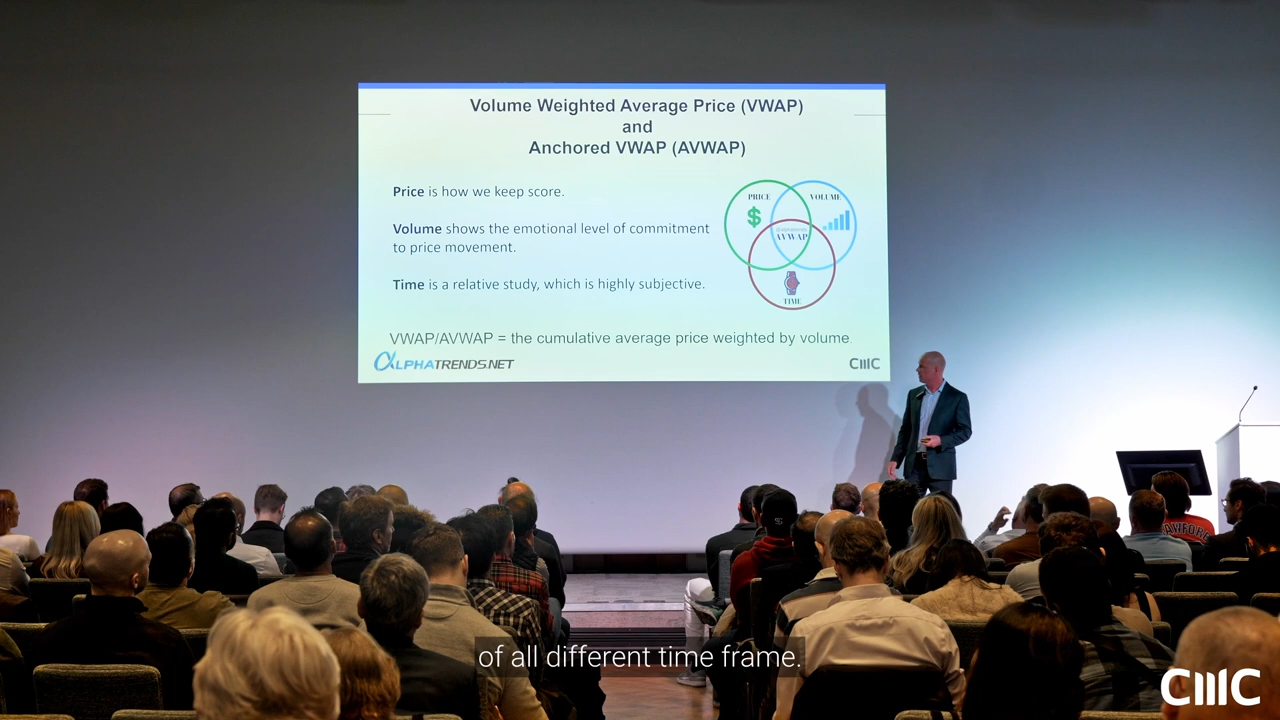 Volume Weighted Average Price (VWAP)
and
Anchored VWAP (AVWAP)
Price is how we keep score.
Volume shows the emotional level of commitment
to price movement.
Time is a relative study, which is highly subjective.
PRICE
VOLUME
$
AVWAP
TIME
VWAP/AVWAP = the cumulative average price weighted by volume.
ALPHATRENDS.NET
CMC
of all different time frame.
CMC